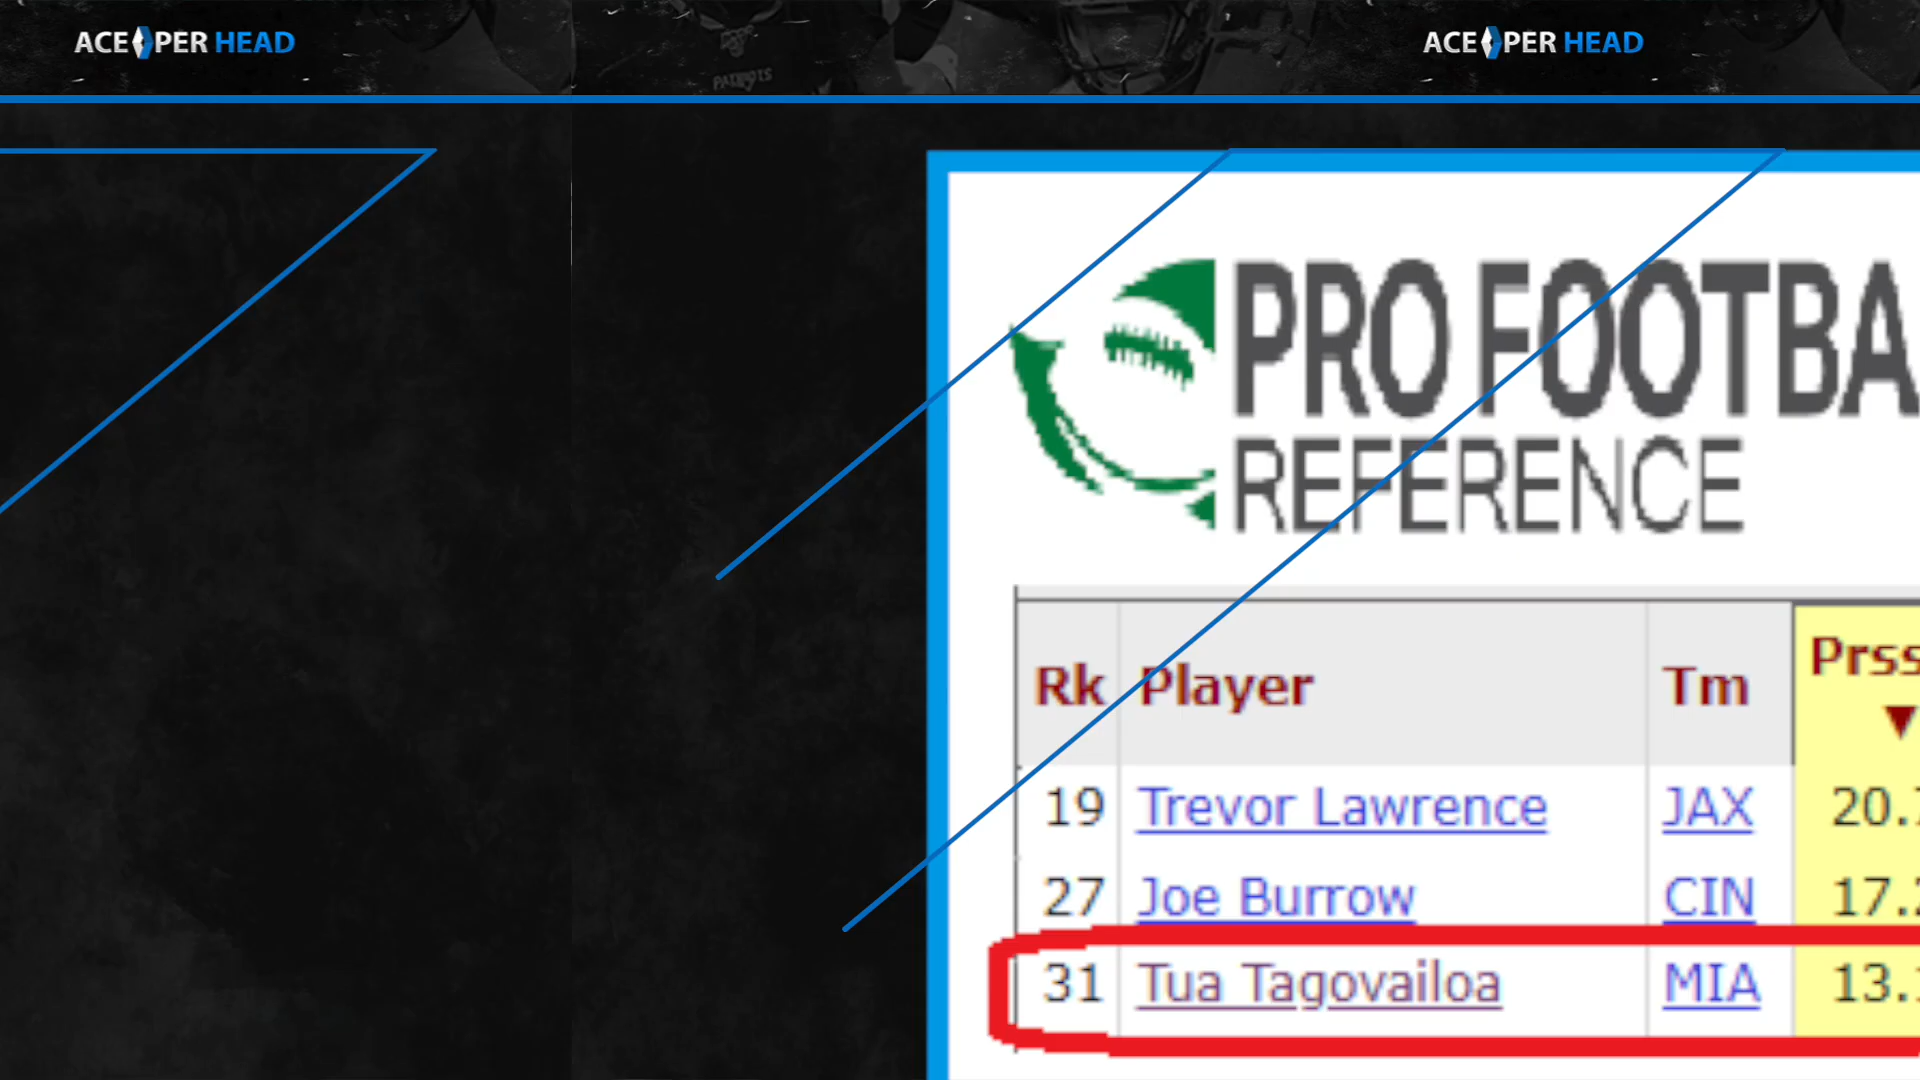 ACE PER HEAD
ACE PER HEAD
PATRIOTS
PRO FOOTBA
REFERENCE
Rk Player Tm Prss
19 Trevor Lawrence JAX 20.
27 Joe Burrow CIN 17.
31 Tua Tagovailoa MIA 13.